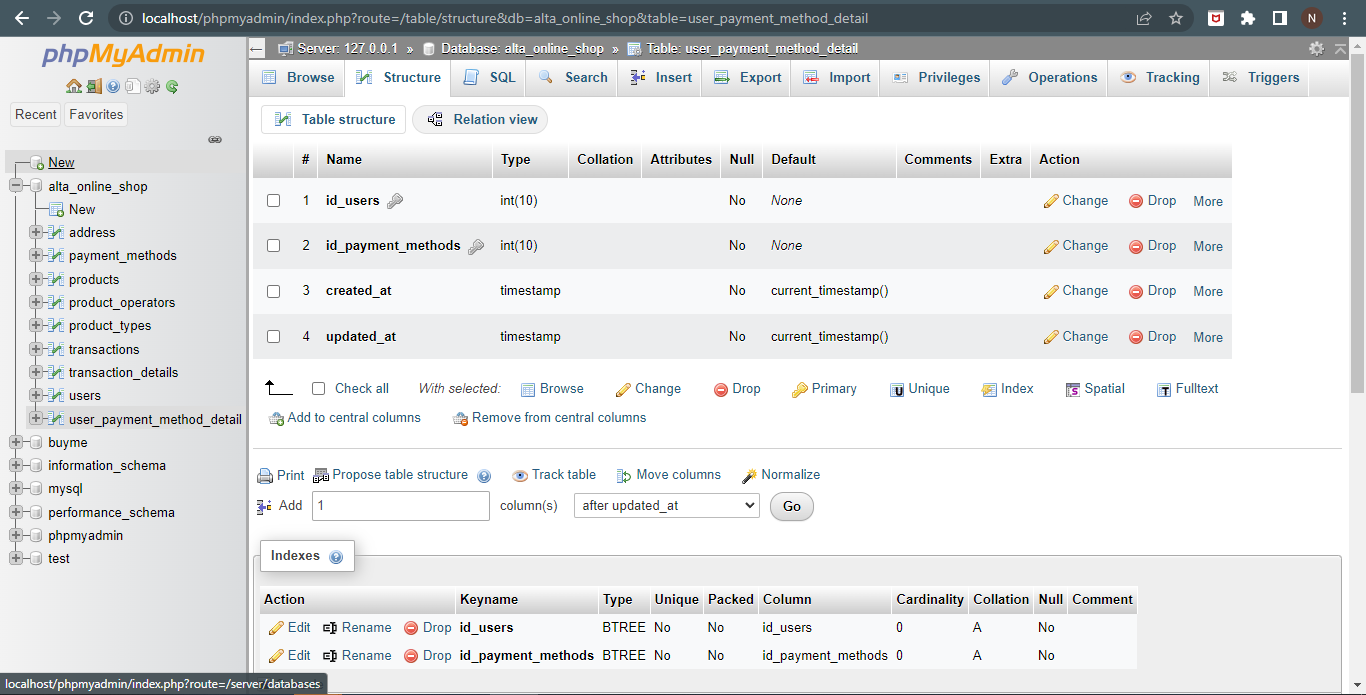 localhost/phpmyadmin/index.php?route=/table/structure&db=alta_online_shop&table=user_payment_method_detail
N
phpMyAdmin
Recent Favorites
New
alta_online_shop
New
address
payment_methods
products
product_operators
product_types
transactions
transaction_details
users
user_payment_method_detail
buyme
information_schema
mysql
performance_schema
phpmyadmin
test
Server: 127.0.0.1 » Database: alta_online_shop » Table: user_payment_method_detail
Browse Structure SQL Search Insert Export Import Privileges Operations Tracking Triggers
Table structure Relation view
# Name Type Collation Attributes Null Default Comments Extra Action
1 id_users int(10) No None Change Drop More
2 id_payment_methods int(10) No None Change Drop More
3 created_at timestamp No current_timestamp() Change Drop More
4 updated_at timestamp No current_timestamp() Change Drop More
Check all With selected: Browse Change Drop Primary Unique Index Spatial Fulltext
Add to central columns Remove from central columns
Print Propose table structure Track table Move columns Normalize
Add 1 column(s) after updated_at Go
Indexes
Action Keyname Type Unique Packed Column Cardinality Collation Null Comment
Edit Rename Drop id_users BTREE No No id_users 0 A No
Edit Rename Drop id_payment_methods BTREE No No id_payment_methods 0 A No
localhost/phpmyadmin/index.php?route=/server/databases